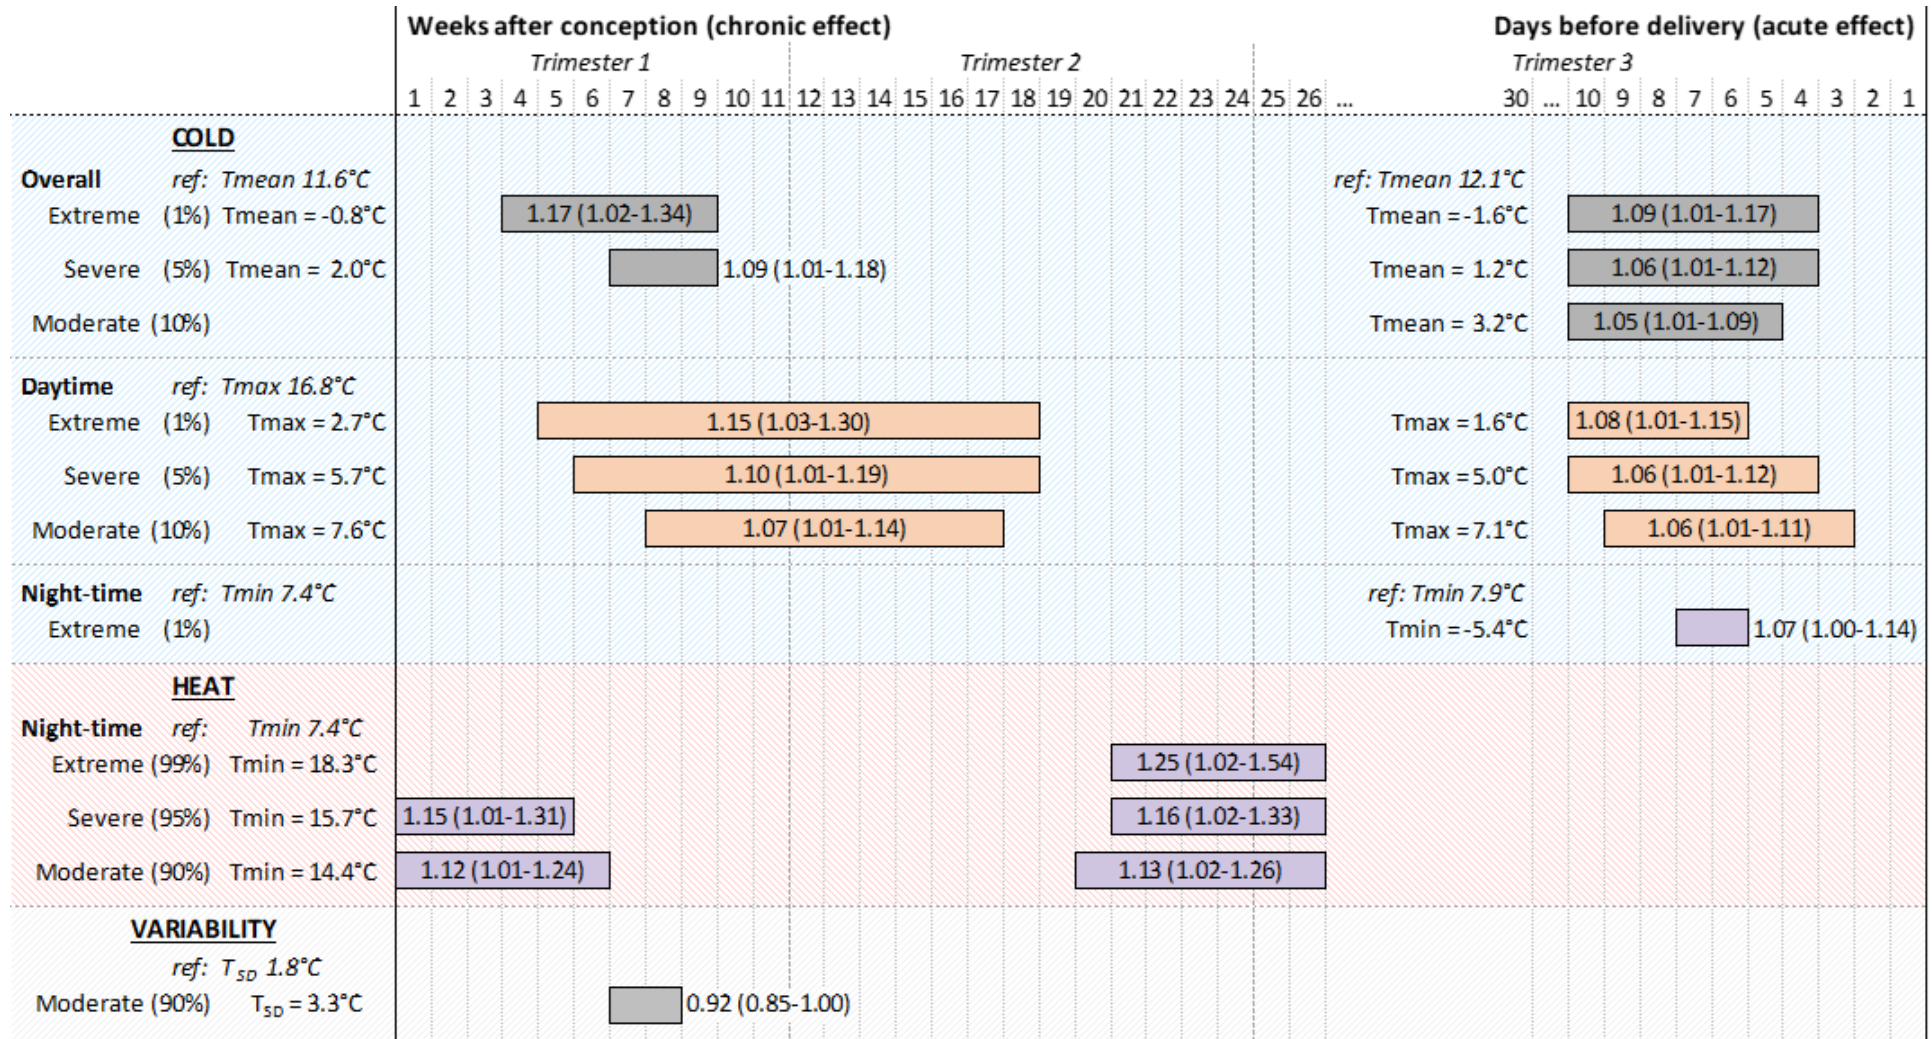 Weeks after conception (chronic effect) Days before delivery (acute effect)
Trimester 1 Trimester 2 Trimester 3
1 2 3 4 5 6 7 8 9 10 11 12 13 14 15 16 17 18 19 20 21 22 23 24 25 26 ... 30 ... 10 9 8 7 6 5 4 3 2 1
COLD
Overall ref: Tmean 11.6°C ref: Tmean 12.1°C
Extreme (1%) Tmean = -0.8°C 1.17 (1.02-1.34) Tmean = -1.6°C 1.09 (1.01-1.17)
Severe (5%) Tmean = 2.0°C 1.09 (1.01-1.18) Tmean = 1.2°C 1.06 (1.01-1.12)
Moderate (10%) Tmean = 3.2°C 1.05 (1.01-1.09)
Daytime ref: Tmax 16.8°C
Extreme (1%) Tmax = 2.7°C 1.15 (1.03-1.30) Tmax = 1.6°C 1.08 (1.01-1.15)
Severe (5%) Tmax = 5.7°C 1.10 (1.01-1.19) Tmax = 5.0°C 1.06 (1.01-1.12)
Moderate (10%) Tmax = 7.6°C 1.07 (1.01-1.14) Tmax = 7.1°C 1.06 (1.01-1.11)
Night-time ref: Tmin 7.4°C ref: Tmin 7.9°C
Extreme (1%) Tmin = -5.4°C 1.07 (1.00-1.14)
HEAT
Night-time ref: Tmin 7.4°C
Extreme (99%) Tmin = 18.3°C 1.25 (1.02-1.54)
Severe (95%) Tmin = 15.7°C 1.15 (1.01-1.31) 1.16 (1.02-1.33)
Moderate (90%) Tmin = 14.4°C 1.12 (1.01-1.24) 1.13 (1.02-1.26)
VARIABILITY
ref: T SD 1.8°C
Moderate (90%) TSD = 3.3°C 0.92 (0.85-1.00)